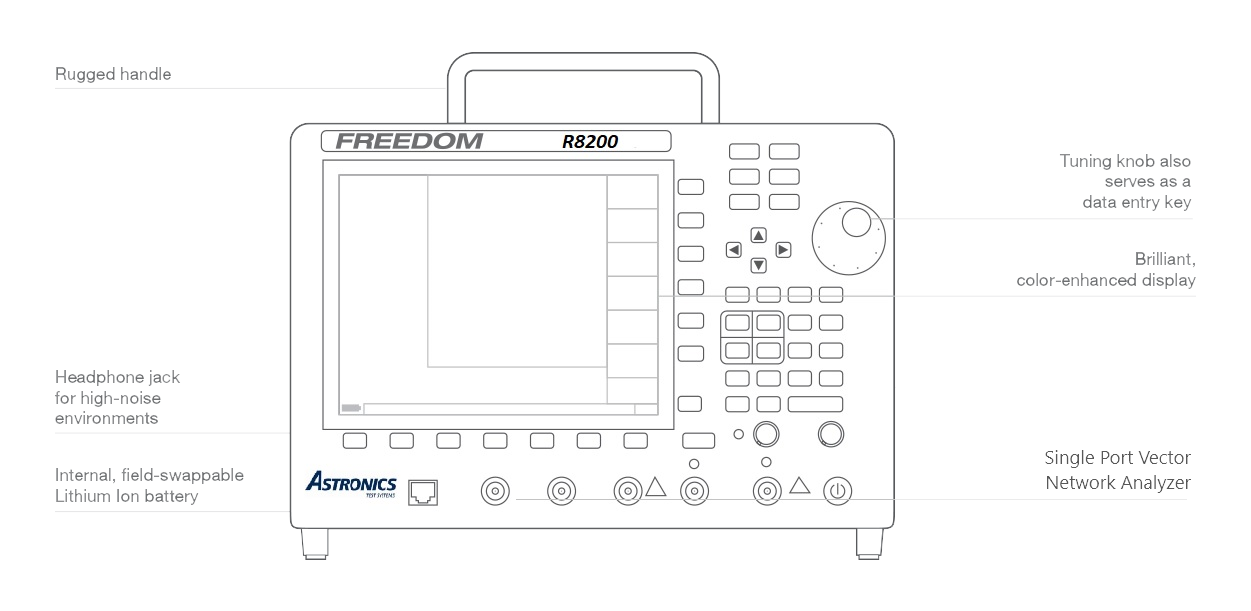 Rugged handle
FREEDOM R8200
Tuning knob also
serves as a
data entry key
Brilliant,
color-enhanced display
Headphone jack
for high-noise
environments
Internal, field-swappable
Lithium Ion battery
Single Port Vector
Network Analyzer
ASTRONICS
TEST SYSTEMS